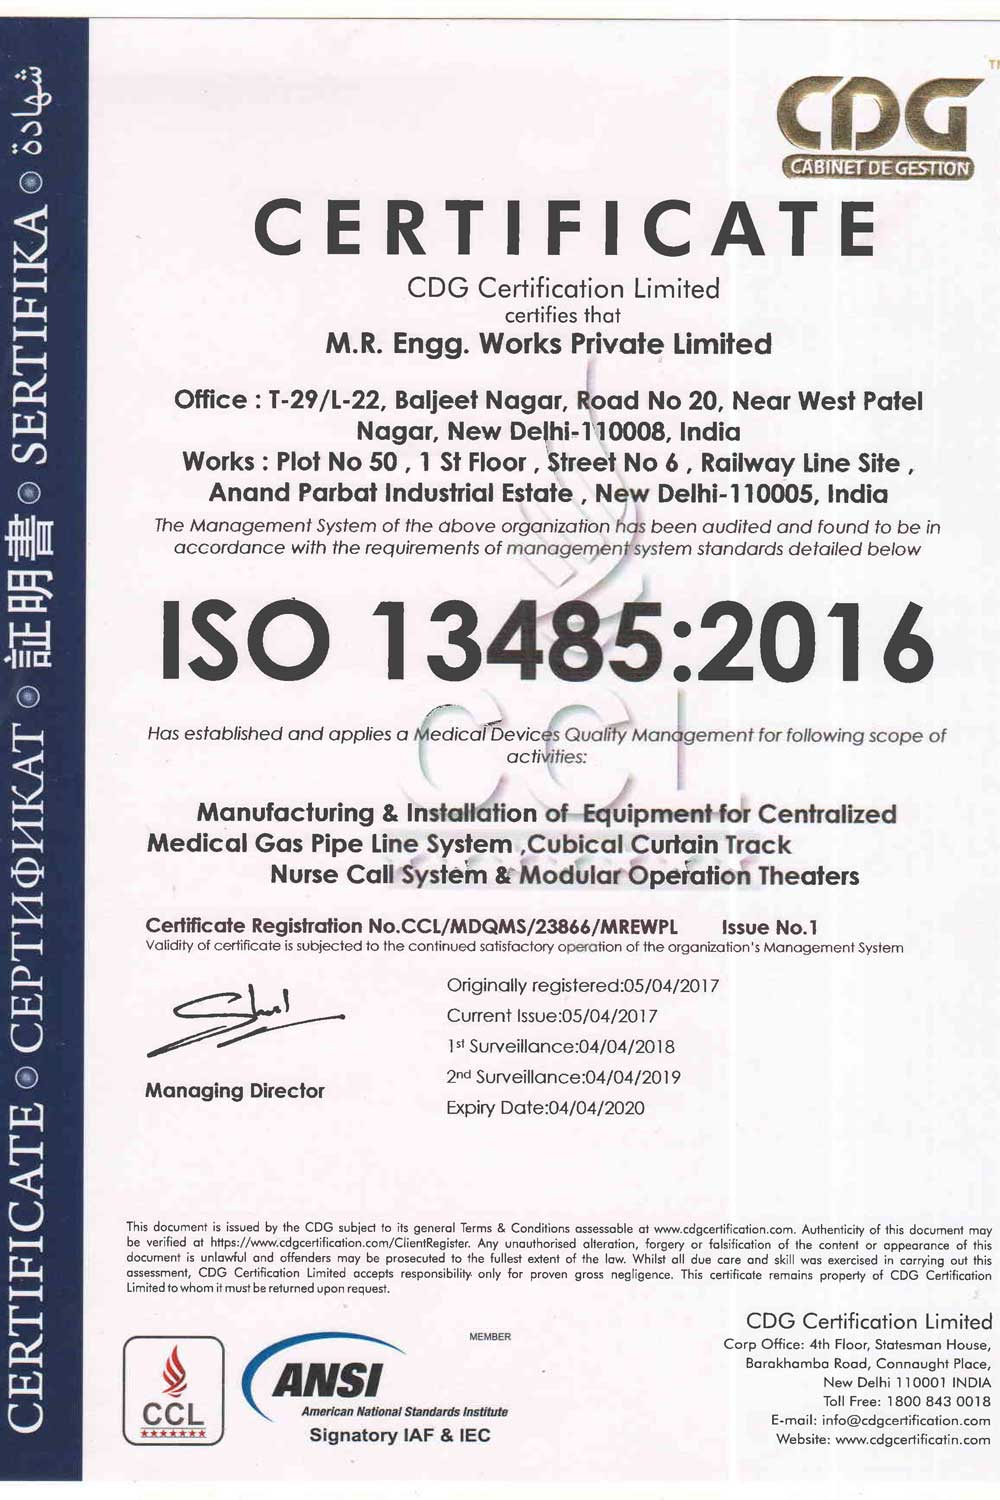 CERTIFICATE ● СЕРТИФИКАТ ● 証明書 ● SERTIFIKA ● شهادة
TM
CDG
CABINET DE GESTION
CERTIFICATE
CDG Certification Limited
certifies that
M.R. Engg. Works Private Limited
Office : T-29/L-22, Baljeet Nagar, Road No 20, Near West Patel
Nagar, New Delhi-110008, India
Works : Plot No 50 , 1 St Floor , Street No 6 , Railway Line Site ,
Anand Parbat Industrial Estate , New Delhi-110005, India
The Management System of the above organization has been audited and found to be in
accordance with the requirements of management system standards detailed below
ISO 13485:2016
CCL
Has established and applies a Medical Devices Quality Management for following scope of
activities:
Manufacturing & Installation of Equipment for Centralized
Medical Gas Pipe Line System ,Cubical Curtain Track
Nurse Call System & Modular Operation Theaters
Certificate Registration No.CCL/MDQMS/23866/MREWPL Issue No.1
Validity of certificate is subjected to the continued satisfactory operation of the organization's Management System
Originally registered:05/04/2017
Current Issue:05/04/2017
1st Surveillance:04/04/2018
2nd Surveillance:04/04/2019
Expiry Date:04/04/2020
Managing Director
This document is issued by the CDG subject to its general Terms & Conditions assessable at www.cdgcertification.com. Authenticity of this document may
be verified at https://www.cdgcertification.com/ClientRegister. Any unauthorised alteration, forgery or falsification of the content or appearance of this
document is unlawful and offenders may be prosecuted to the fullest extent of the law. Whilst all due care and skill was exercised in carrying out this
assessment, CDG Certification Limited accepts responsibility only for proven gross negligence. This certificate remains property of CDG Certification
Limited to whom it must be returned upon request.
CCL
MEMBER
ANSI
American National Standards Institute
Signatory IAF & IEC
CDG Certification Limited
Corp Office: 4th Floor, Statesman House,
Barakhamba Road, Connaught Place,
New Delhi 110001 INDIA
Toll Free: 1800 843 0018
E-mail: info@cdgcertification.com
Website: www.cdgcertificatin.com